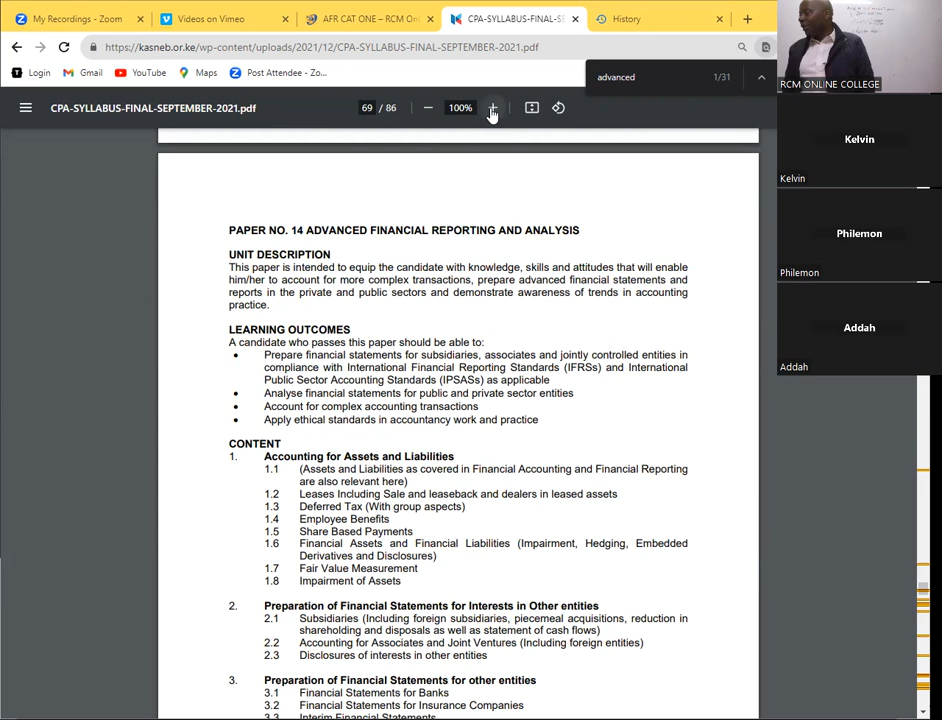 My Recordings - Zoom
Videos on Vimeo
AFR CAT ONE – RCM On
CPA-SYLLABUS-FINAL-SE
History
https://kasneb.or.ke/wp-content/uploads/2021/12/CPA-SYLLABUS-FINAL-SEPTEMBER-2021.pdf
Login
Gmail
YouTube
Maps
Post Attendee - Zo...
advanced
1/31
RCM ONLINE COLLEGE
CPA-SYLLABUS-FINAL-SEPTEMBER-2021.pdf
69 / 86
100%
Kelvin
Kelvin
Philemon
Philemon
Addah
Addah
PAPER NO. 14 ADVANCED FINANCIAL REPORTING AND ANALYSIS
UNIT DESCRIPTION
This paper is intended to equip the candidate with knowledge, skills and attitudes that will enable
him/her to account for more complex transactions, prepare advanced financial statements and
reports in the private and public sectors and demonstrate awareness of trends in accounting
practice.
LEARNING OUTCOMES
A candidate who passes this paper should be able to:
• Prepare financial statements for subsidiaries, associates and jointly controlled entities in
compliance with International Financial Reporting Standards (IFRSs) and International
Public Sector Accounting Standards (IPSASs) as applicable
• Analyse financial statements for public and private sector entities
• Account for complex accounting transactions
• Apply ethical standards in accountancy work and practice
CONTENT
1. Accounting for Assets and Liabilities
1.1 (Assets and Liabilities as covered in Financial Accounting and Financial Reporting
are also relevant here)
1.2 Leases Including Sale and leaseback and dealers in leased assets
1.3 Deferred Tax (With group aspects)
1.4 Employee Benefits
1.5 Share Based Payments
1.6 Financial Assets and Financial Liabilities (Impairment, Hedging, Embedded
Derivatives and Disclosures)
1.7 Fair Value Measurement
1.8 Impairment of Assets
2. Preparation of Financial Statements for Interests in Other entities
2.1 Subsidiaries (Including foreign subsidiaries, piecemeal acquisitions, reduction in
shareholding and disposals as well as statement of cash flows)
2.2 Accounting for Associates and Joint Ventures (Including foreign entities)
2.3 Disclosures of interests in other entities
3. Preparation of Financial Statements for other entities
3.1 Financial Statements for Banks
3.2 Financial Statements for Insurance Companies
3.3 Interim Financial Statements